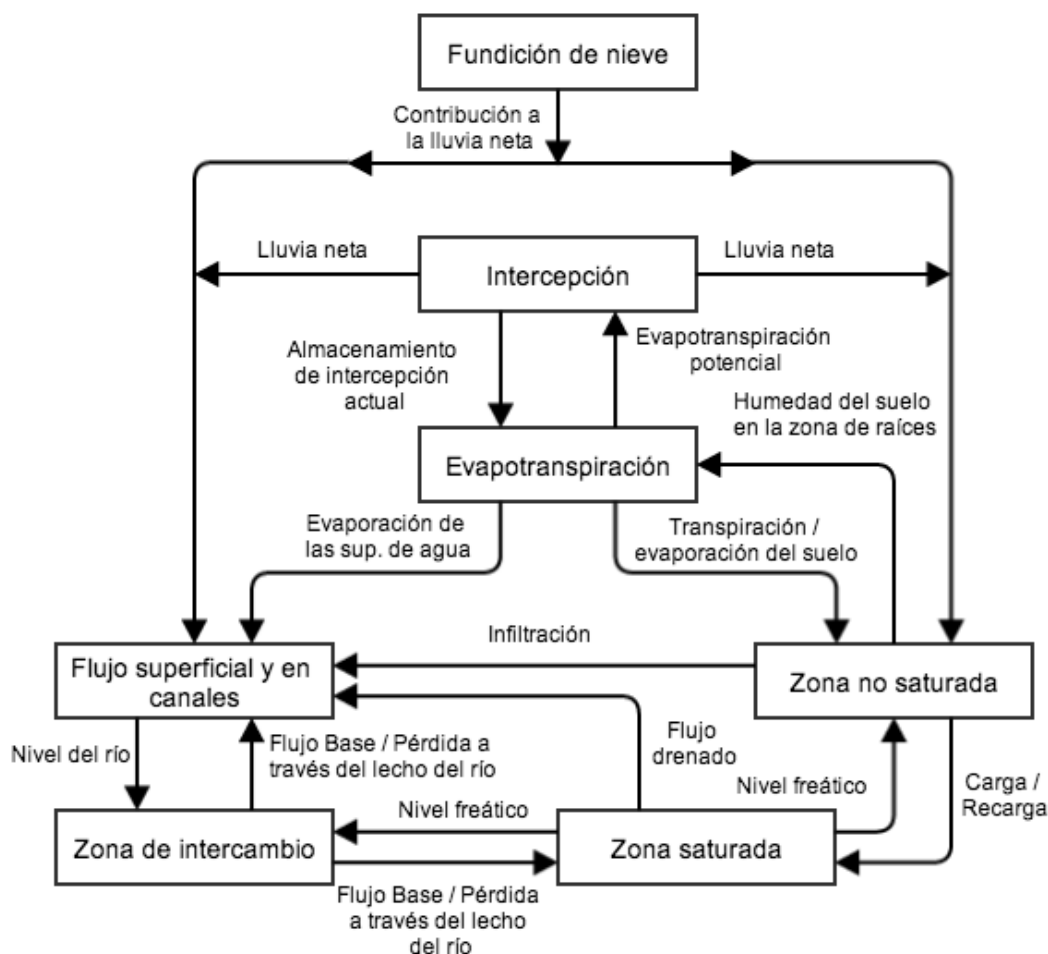 Fundición de nieve
Contribución a
la lluvia neta
Lluvia neta
Lluvia neta
Intercepción
Almacenamiento
de intercepción
actual
Evapotranspiración
potencial
Humedad del suelo
en la zona de raíces
Evapotranspiración
Evaporación de
las sup. de agua
Transpiración /
evaporación del suelo
Infiltración
Flujo superficial y en
canales
Zona no saturada
Nivel del río
Flujo Base / Pérdida a
través del lecho del río
Flujo
drenado
Nivel freático
Nivel freático
Carga /
Recarga
Zona de intercambio
Zona saturada
Flujo Base / Pérdida
a través del lecho
del río